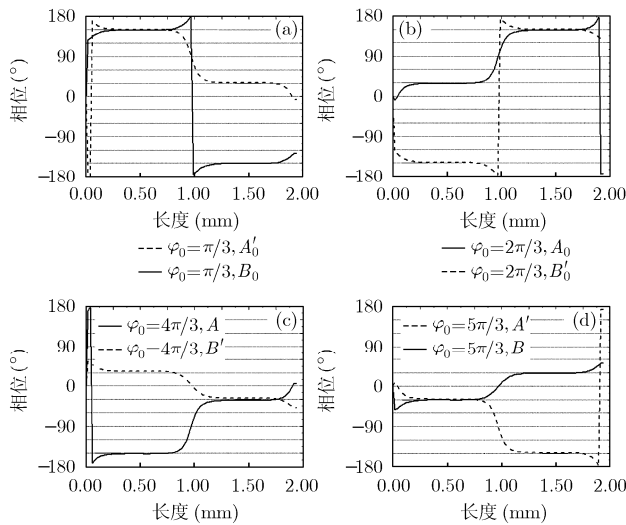 180
90
0
−90
−180
相位 (°)
(a)
0.00 0.50 1.00 1.50 2.00
长度 (mm)
φ₀=π/3, A′₀
φ₀=π/3, B₀
180
90
0
−90
−180
相位 (°)
(b)
0.00 0.50 1.00 1.50 2.00
长度 (mm)
φ₀=2π/3, A₀
φ₀=2π/3, B′₀
180
90
0
−90
−180
相位 (°)
φ₀=4π/3, A
φ₀−4π/3, B′
(c)
0.00 0.50 1.00 1.50 2.00
长度 (mm)
180
90
0
−90
−180
相位 (°)
φ₀=5π/3, A′
φ₀=5π/3, B
(d)
0.00 0.50 1.00 1.50 2.00
长度 (mm)